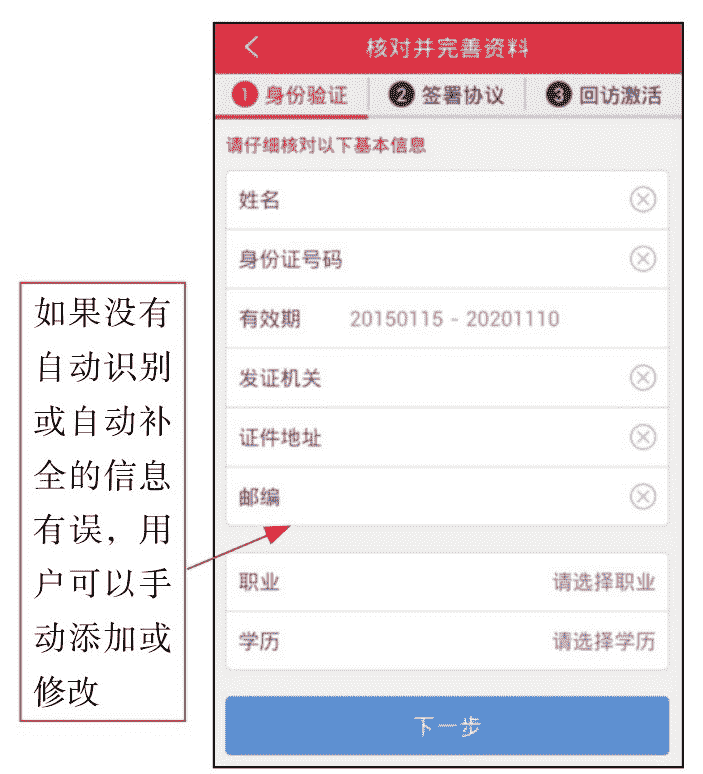 核对并完善资料
1 身份验证 2 签署协议 3 回访激活
请仔细核对以下基本信息
姓名
身份证号码
有效期 20150115 - 20201110
发证机关
证件地址
邮编
职业 请选择职业
学历 请选择学历
下一步
如果没有
自动识别
或自动补
全的信息
有误，用
户可以手
动添加或
修改